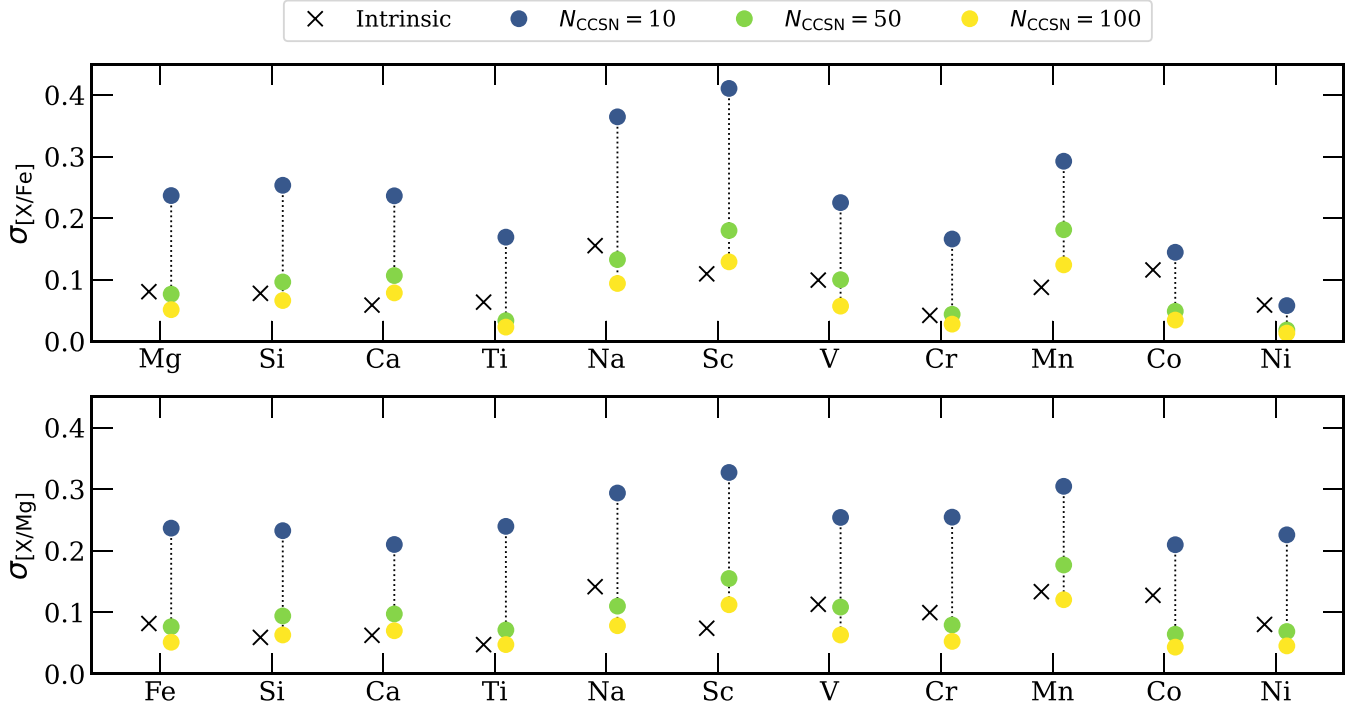 Intrinsic N_CCSN = 10 N_CCSN = 50 N_CCSN = 100
0.4
0.3
0.2
0.1
0.0
σ[X/Fe]
Mg Si Ca Ti Na Sc V Cr Mn Co Ni
0.4
0.3
0.2
0.1
0.0
σ[X/Mg]
Fe Si Ca Ti Na Sc V Cr Mn Co Ni